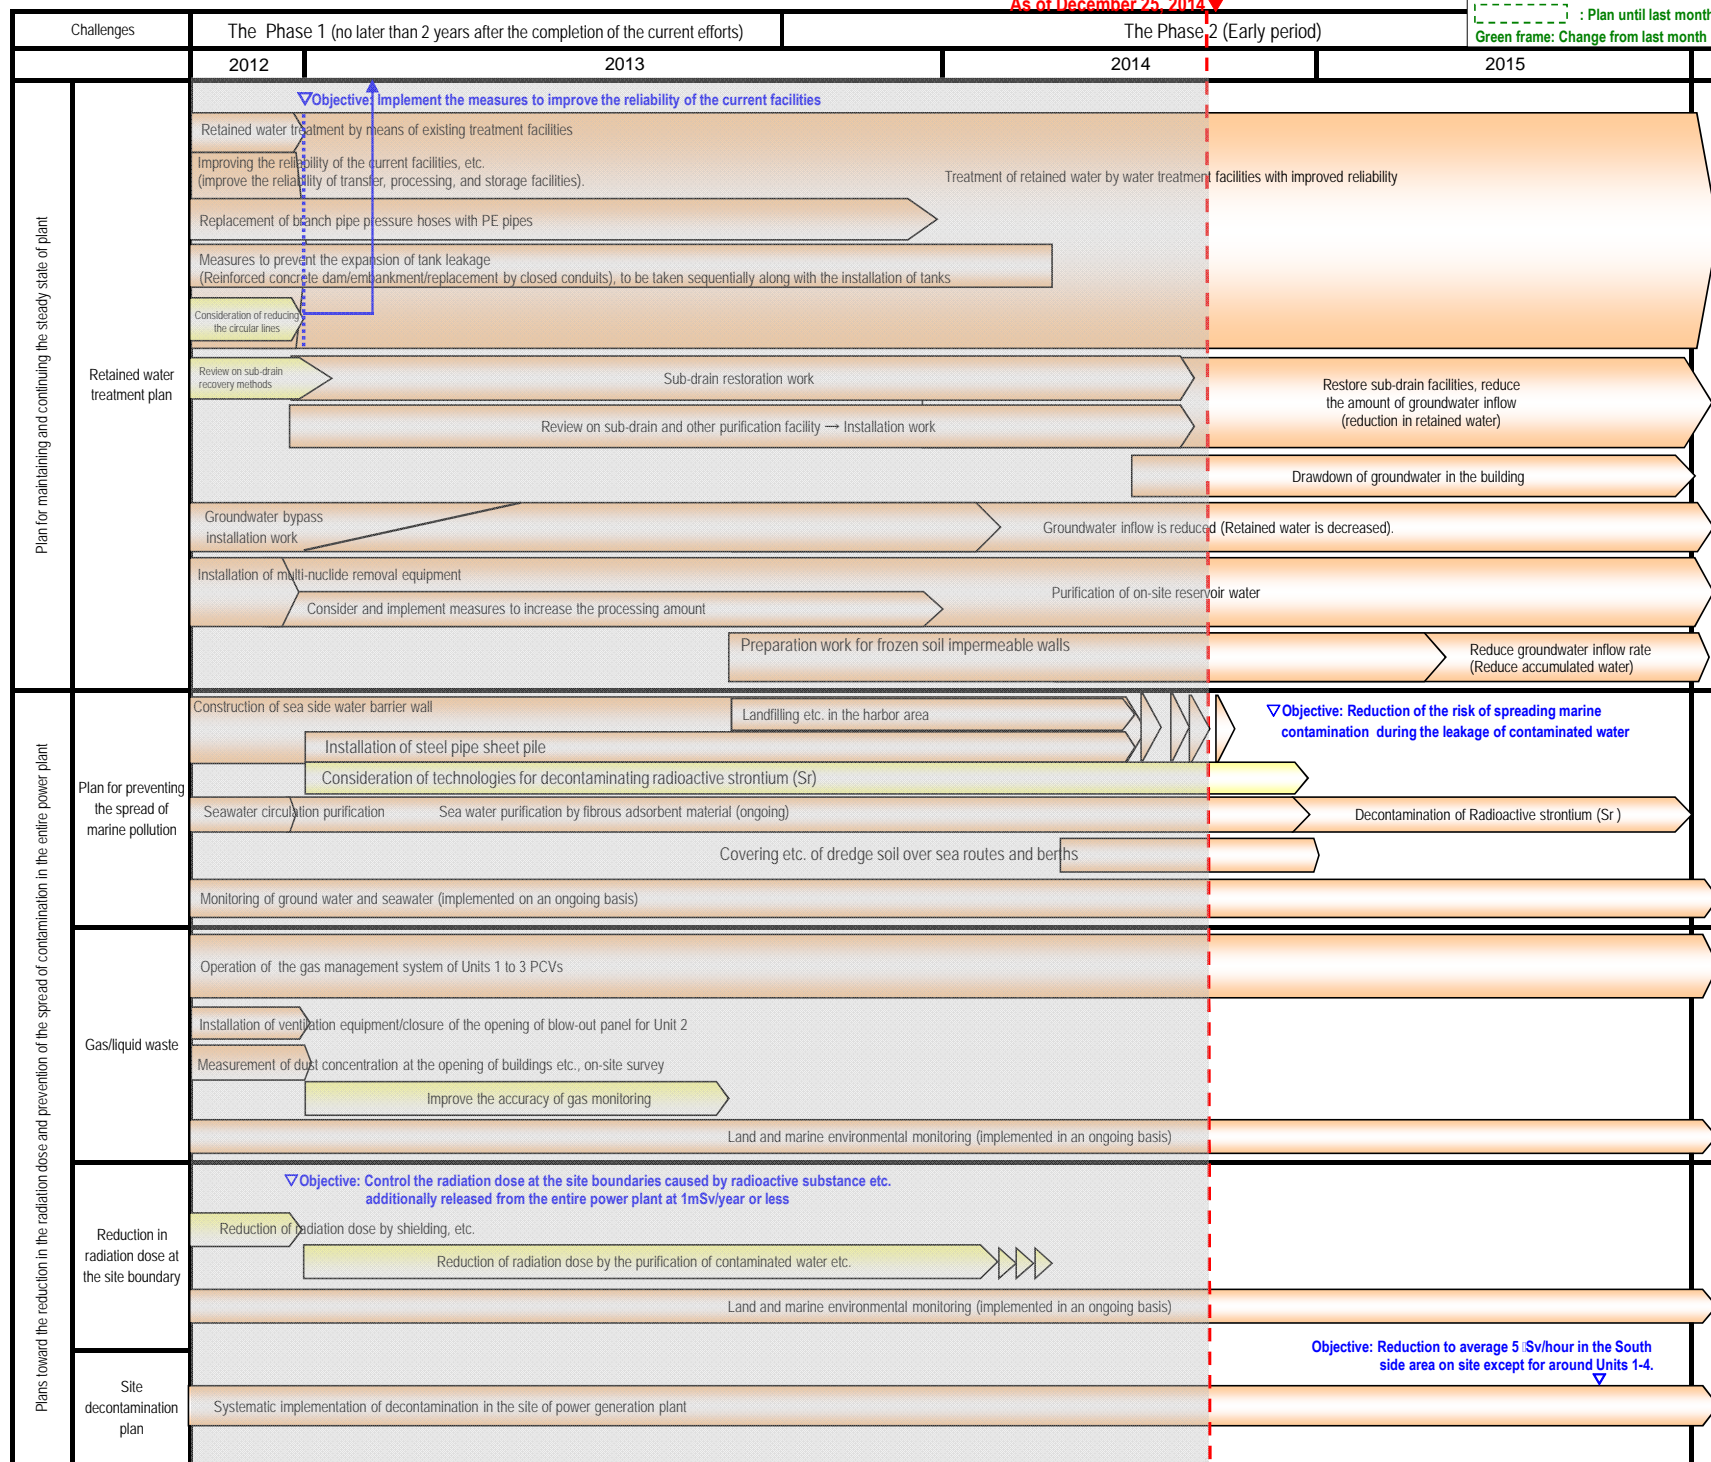 As of December 25, 2014
: Plan until last month
Green frame: Change from last month
Challenges
The Phase 1 (no later than 2 years after the completion of the current efforts)
The Phase 2 (Early period)
2012
2013
2014
2015
Plan for maintaining and continuing the steady state of plant
Retained water
treatment plan
▽Objective: Implement the measures to improve the reliability of the current facilities
Retained water treatment by means of existing treatment facilities
Improving the reliability of the current facilities, etc.
(improve the reliability of transfer, processing, and storage facilities).
Treatment of retained water by water treatment facilities with improved reliability
Replacement of branch pipe pressure hoses with PE pipes
Measures to prevent the expansion of tank leakage
(Reinforced concrete dam/embankment/replacement by closed conduits), to be taken sequentially along with the installation of tanks
Consideration of reducing
the circular lines
Review on sub-drain
recovery methods
Sub-drain restoration work
Restore sub-drain facilities, reduce
the amount of groundwater inflow
(reduction in retained water)
Review on sub-drain and other purification facility → Installation work
Drawdown of groundwater in the building
Groundwater bypass
installation work
Groundwater inflow is reduced (Retained water is decreased).
Installation of multi-nuclide removal equipment
Purification of on-site reservoir water
Consider and implement measures to increase the processing amount
Preparation work for frozen soil impermeable walls
Reduce groundwater inflow rate
(Reduce accumulated water)
Plans toward the reduction in the radiation dose and prevention of the spread of contamination in the entire power plant
Plan for preventing
the spread of
marine pollution
Construction of sea side water barrier wall
Landfilling etc. in the harbor area
▽Objective: Reduction of the risk of spreading marine
contamination during the leakage of contaminated water
Installation of steel pipe sheet pile
Consideration of technologies for decontaminating radioactive strontium (Sr)
Seawater circulation purification
Sea water purification by fibrous adsorbent material (ongoing)
Decontamination of Radioactive strontium (Sr )
Covering etc. of dredge soil over sea routes and berths
Monitoring of ground water and seawater (implemented on an ongoing basis)
Gas/liquid waste
Operation of the gas management system of Units 1 to 3 PCVs
Installation of ventilation equipment/closure of the opening of blow-out panel for Unit 2
Measurement of dust concentration at the opening of buildings etc., on-site survey
Improve the accuracy of gas monitoring
Land and marine environmental monitoring (implemented in an ongoing basis)
Reduction in
radiation dose at
the site boundary
▽Objective: Control the radiation dose at the site boundaries caused by radioactive substance etc.
additionally released from the entire power plant at 1mSv/year or less
Reduction of radiation dose by shielding, etc.
Reduction of radiation dose by the purification of contaminated water etc.
Land and marine environmental monitoring (implemented in an ongoing basis)
Site
decontamination
plan
Objective: Reduction to average 5 Sv/hour in the South
side area on site except for around Units 1-4.
▽
Systematic implementation of decontamination in the site of power generation plant